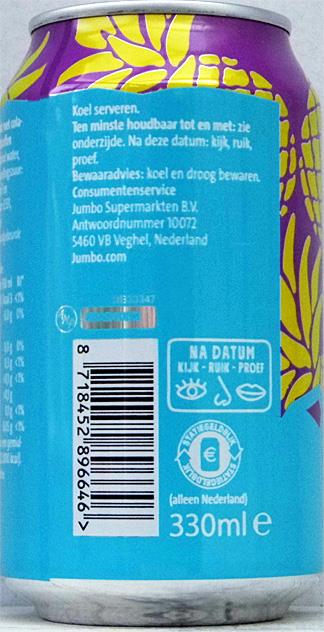 Koel serveren.
Ten minste houdbaar tot en met: zie
onderzijde. Na deze datum: kijk, ruik,
proef.
Bewaaradvies: koel en droog bewaren.
Consumentenservice
Jumbo Supermarkten B.V.
Antwoordnummer 10072
5460 VB Veghel, Nederland
Jumbo.com
NA DATUM
KIJK - RUIK - PROEF
STATIEGELDBLIK
STATIEGELDBLIK
(alleen Nederland)
330ml e
8 718452 896646 >